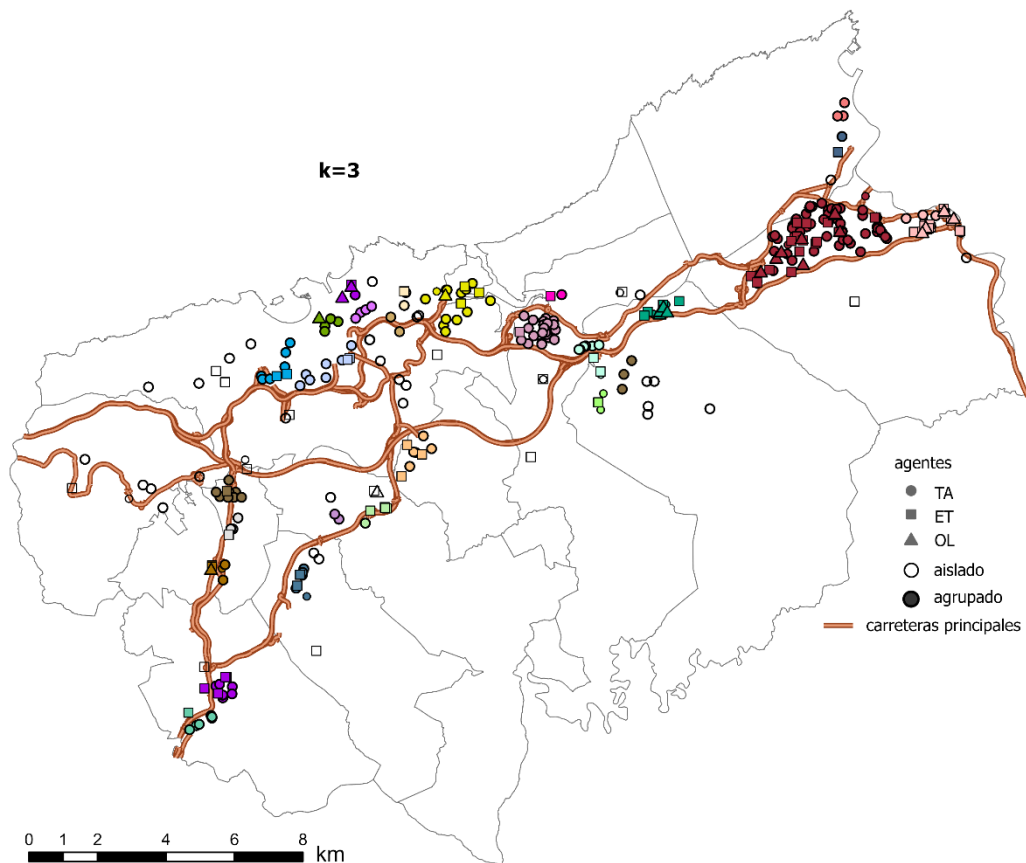 k=3
agentes
TA
ET
OL
aislado
agrupado
carreteras principales
0 1 2 4 6 8
km